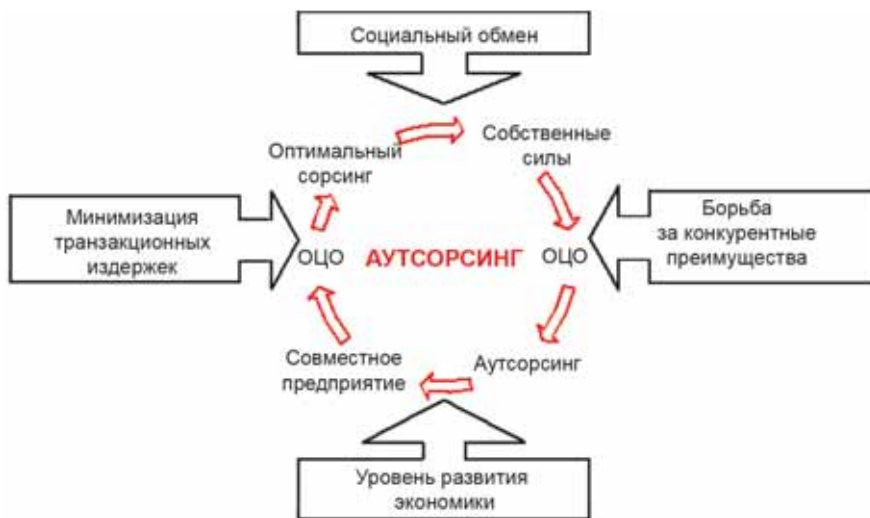 Социальный обмен
Оптимальный
сорсинг
Собственные
силы
Минимизация
транзакционных
издержек
Борьба
за конкурентные
преимущества
ОЦО
АУТСОРСИНГ
ОЦО
Совместное
предприятие
Аутсорсинг
Уровень развития
экономики